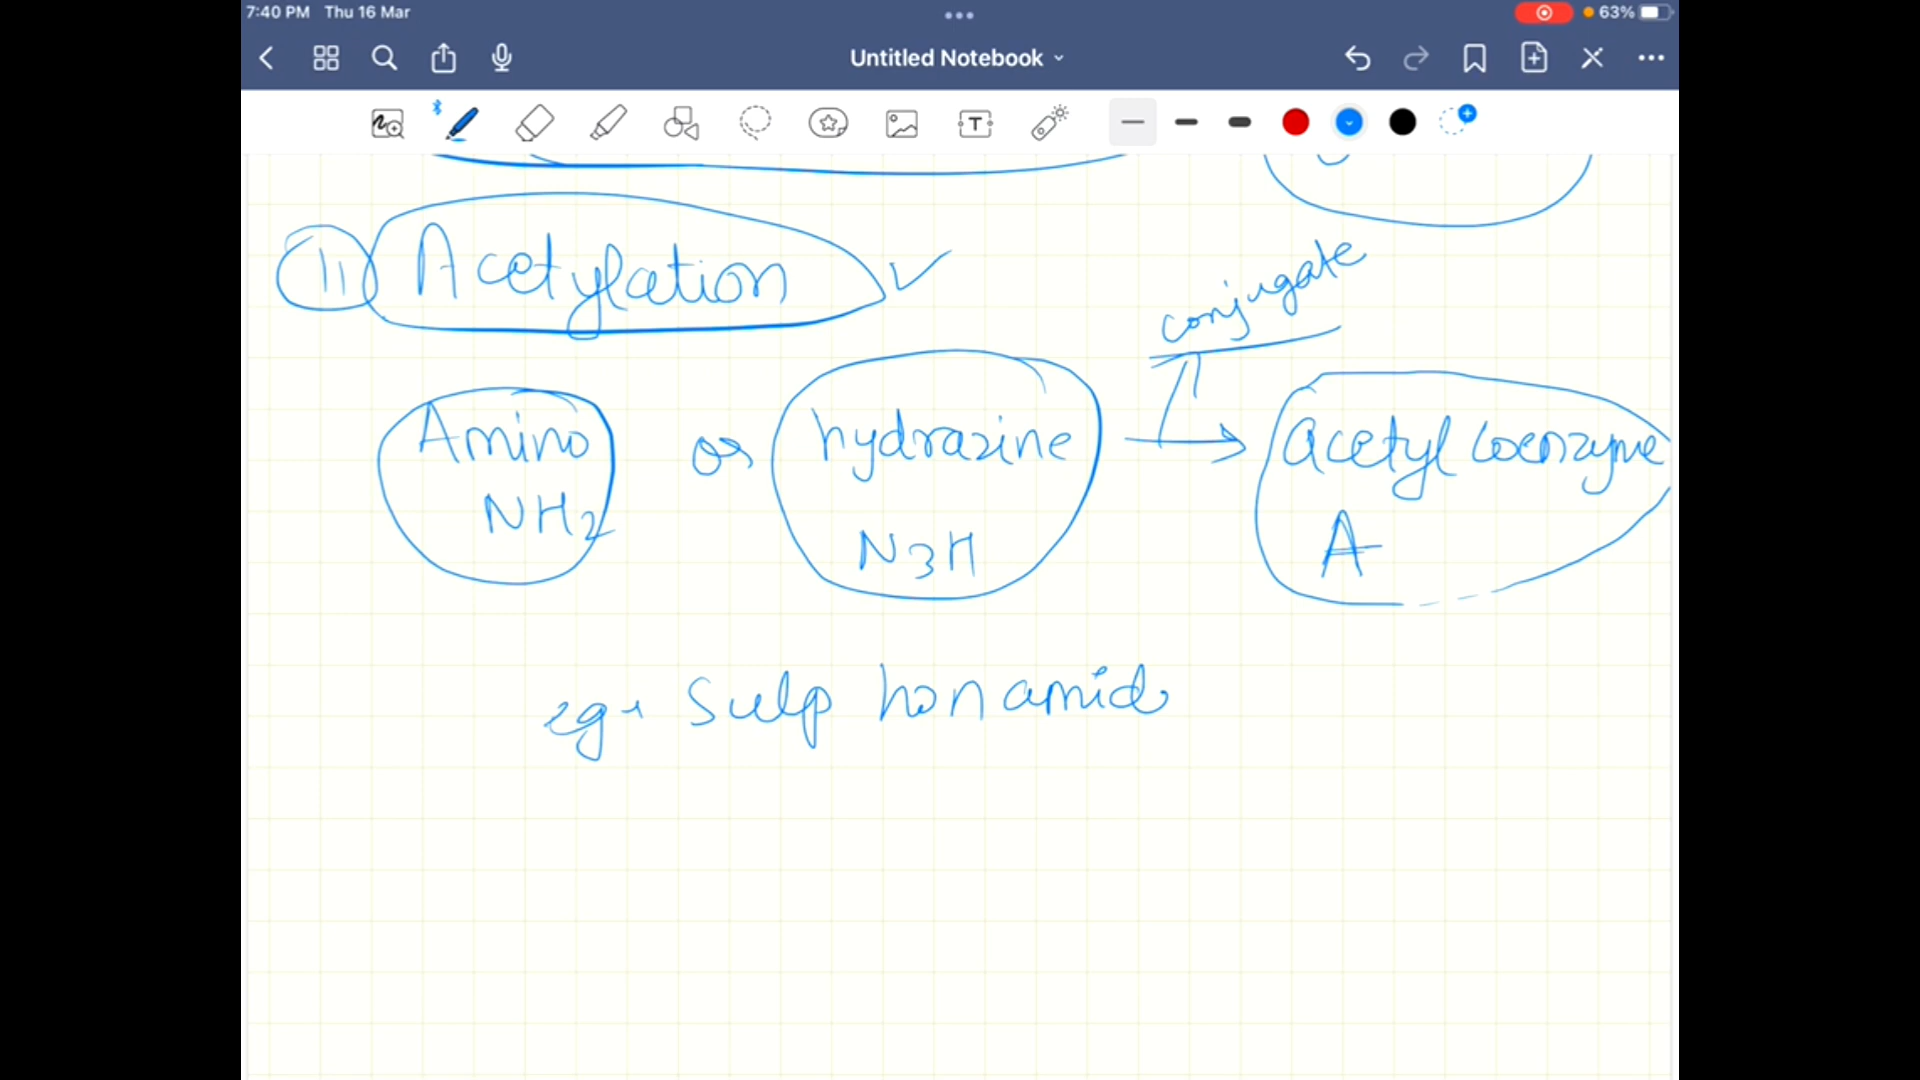 7:40 PM Thu 16 Mar
63%
Untitled Notebook
T
11 Acetylation
conjugate
Amino or hydrazine acetyl coenzyme
NH2 N3H A
eg. Sulphonamide